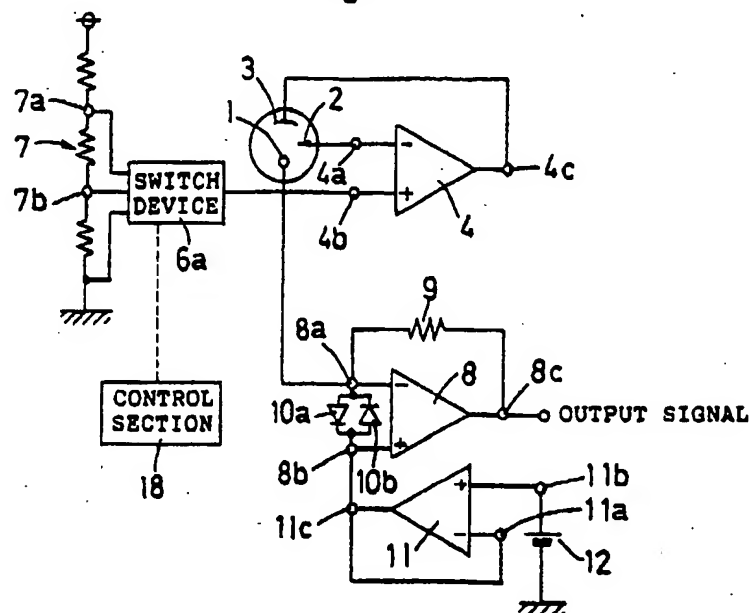 3
2
1
7a
7
7b
SWITCH
DEVICE
6a
4a
4b
4
4c
-
+
9
8a
8
8c
OUTPUT SIGNAL
-
+
CONTROL
SECTION
18
10a
8b
10b
11b
11a
11c
11
12
+
-